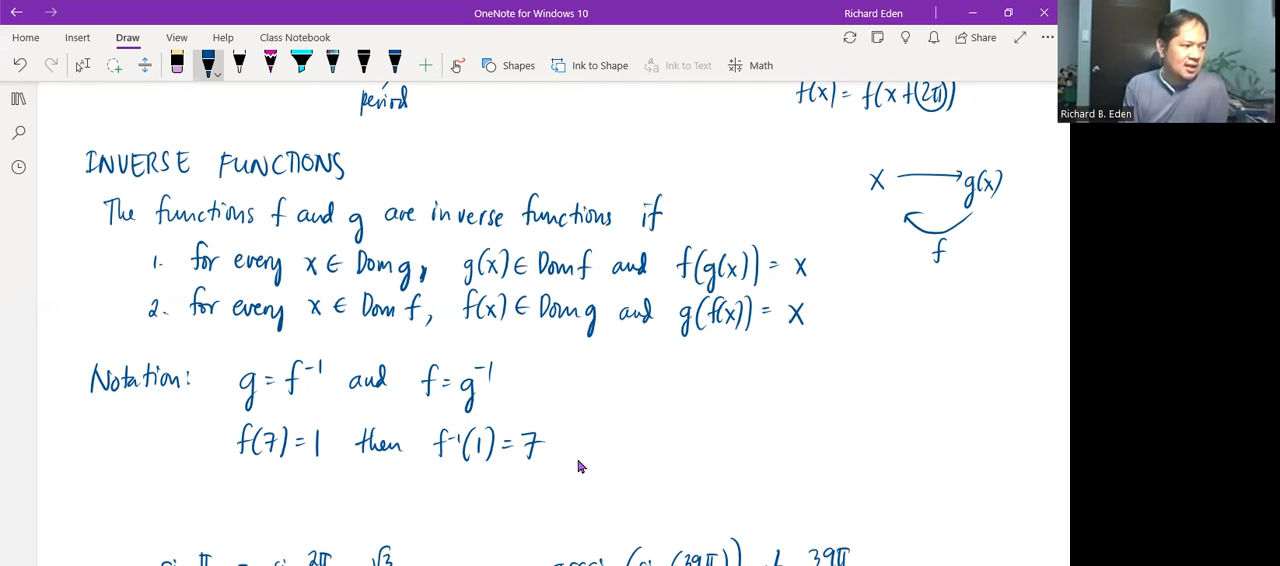 OneNote for Windows 10
Richard Eden
Home Insert Draw View Help Class Notebook
Share
Shapes Ink to Shape Ink to Text Math
Richard B. Eden
period
f(x) = f(x+(2π))
INVERSE FUNCTIONS
x → g(x)
f
The functions f and g are inverse functions if
1. for every x ∈ Dom g, g(x) ∈ Dom f and f(g(x)) = x
2. for every x ∈ Dom f, f(x) ∈ Dom g and g(f(x)) = x
Notation: g = f⁻¹ and f = g⁻¹
f(7) = 1 then f⁻¹(1) = 7